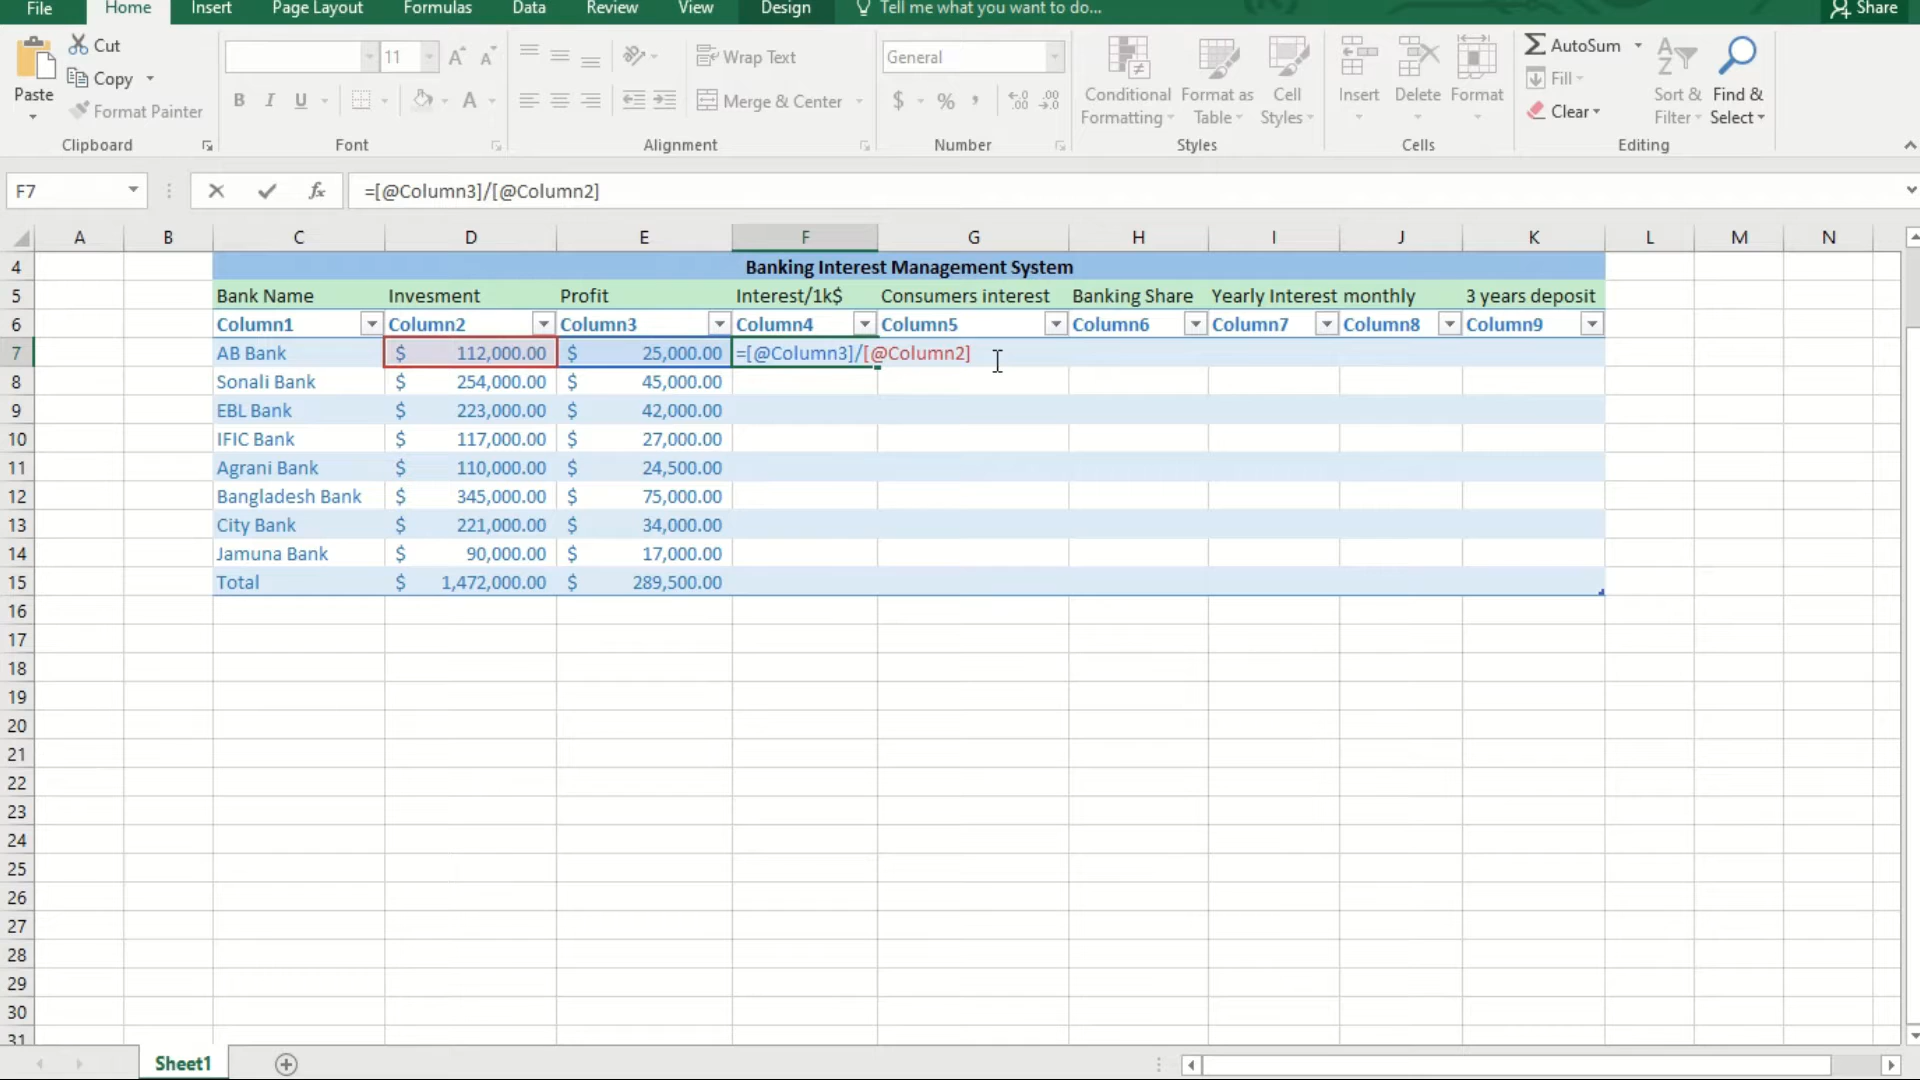 File Home Insert Page Layout Formulas Data Review View Design Tell me what you want to do... Share
Paste Cut Copy Format Painter
11 B I U A A A
Wrap Text Merge & Center
General $ % ,
Conditional Formatting Format as Table Cell Styles
Insert Delete Format
AutoSum Fill Clear Sort & Filter Find & Select
Clipboard Font Alignment Number Styles Cells Editing
F7 fx =[@Column3]/[@Column2]
A B C D E F G H I J K L M N
4 Banking Interest Management System
5 Bank Name Invesment Profit Interest/1k$ Consumers interest Banking Share Yearly Interest monthly 3 years deposit
6 Column1 Column2 Column3 Column4 Column5 Column6 Column7 Column8 Column9
7 AB Bank $ 112,000.00 $ 25,000.00 =[@Column3]/[@Column2]
8 Sonali Bank $ 254,000.00 $ 45,000.00
9 EBL Bank $ 223,000.00 $ 42,000.00
10 IFIC Bank $ 117,000.00 $ 27,000.00
11 Agrani Bank $ 110,000.00 $ 24,500.00
12 Bangladesh Bank $ 345,000.00 $ 75,000.00
13 City Bank $ 221,000.00 $ 34,000.00
14 Jamuna Bank $ 90,000.00 $ 17,000.00
15 Total $ 1,472,000.00 $ 289,500.00
16
17
18
19
20
21
22
23
24
25
26
27
28
29
30
31
Sheet1